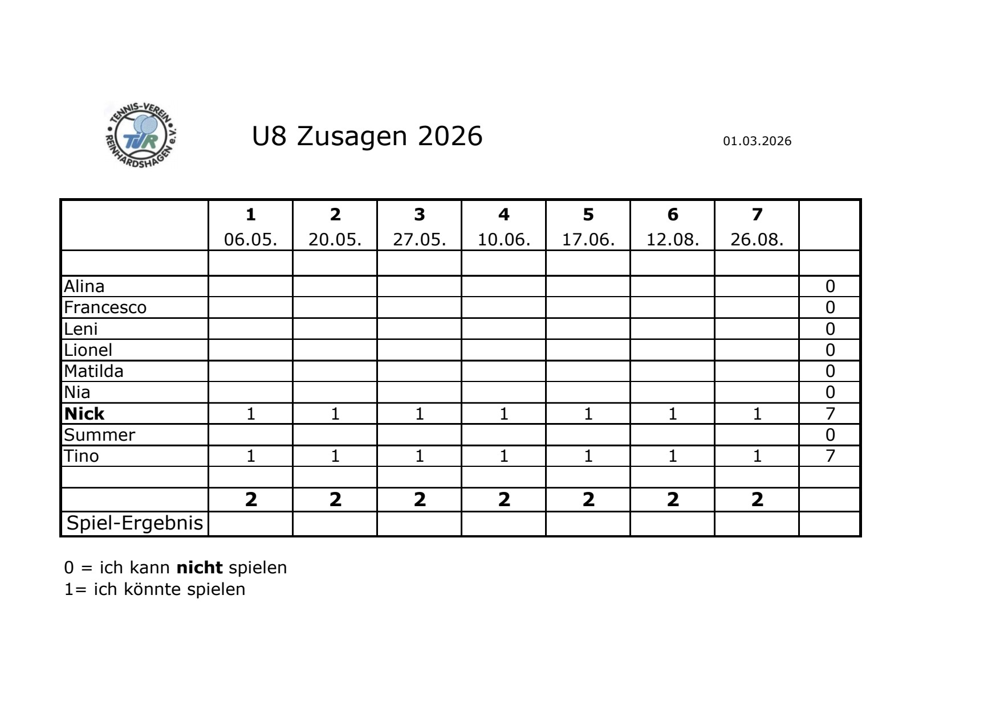 TENNIS-VEREIN
TVR
REINHARDSHAGEN e.V.
U8 Zusagen 2026
01.03.2026
1 2 3 4 5 6 7
06.05. 20.05. 27.05. 10.06. 17.06. 12.08. 26.08.
Alina 0
Francesco 0
Leni 0
Lionel 0
Matilda 0
Nia 0
Nick 1 1 1 1 1 1 1 7
Summer 0
Tino 1 1 1 1 1 1 1 7
2 2 2 2 2 2 2
Spiel-Ergebnis
0 = ich kann nicht spielen
1= ich könnte spielen